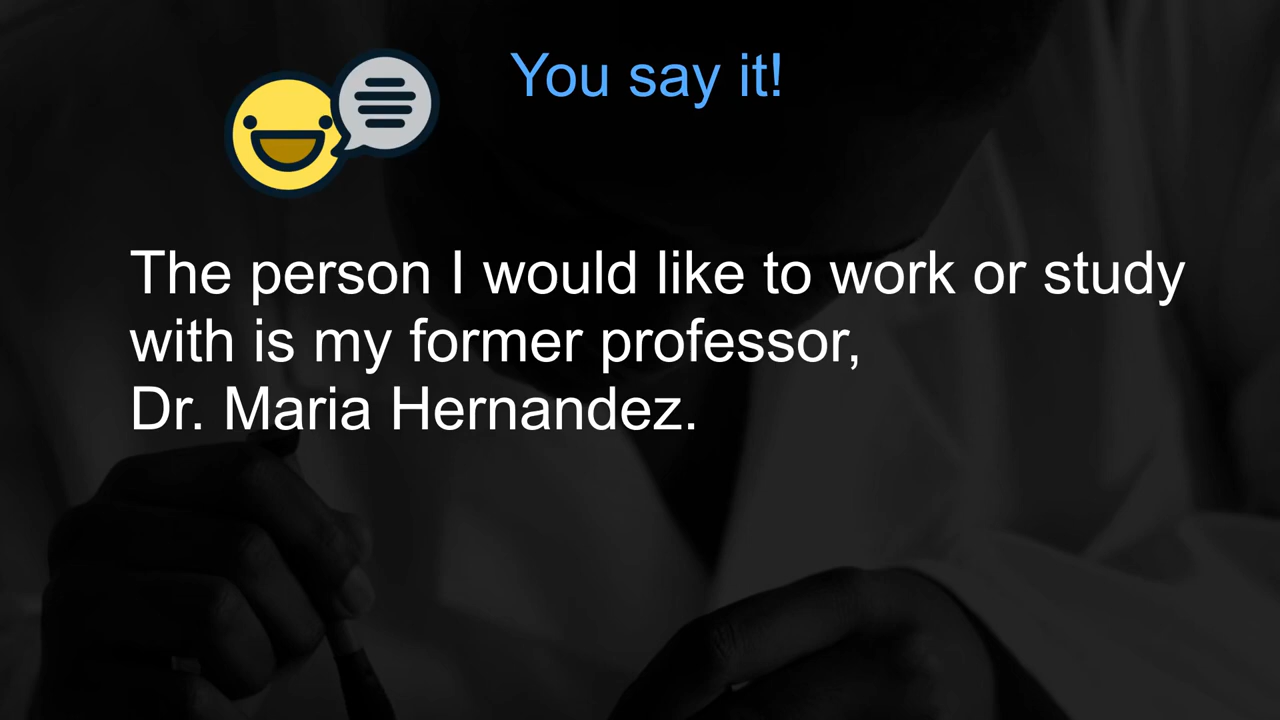 You say it!
The person I would like to work or study
with is my former professor,
Dr. Maria Hernandez.